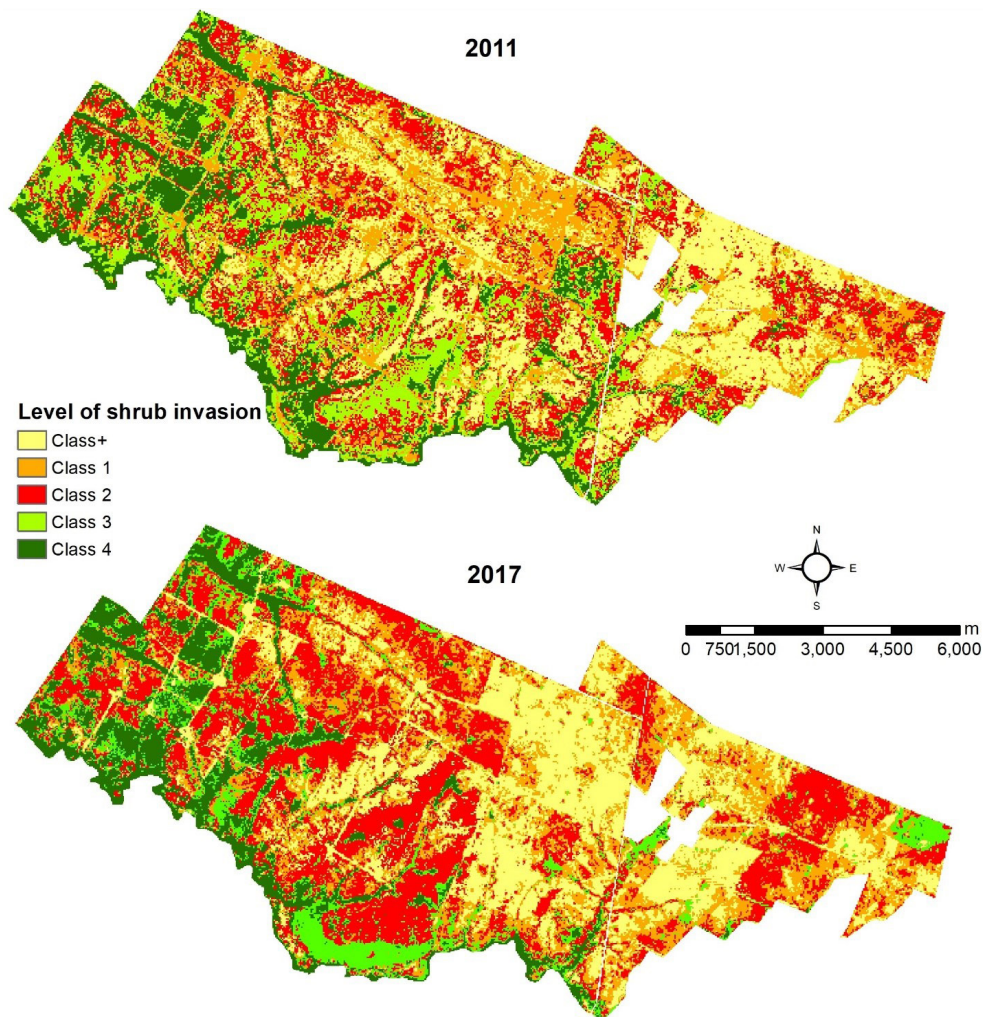 2011
Level of shrub invasion
Class+
Class 1
Class 2
Class 3
Class 4
2017
N
W E
S
m
0 7501,500 3,000 4,500 6,000